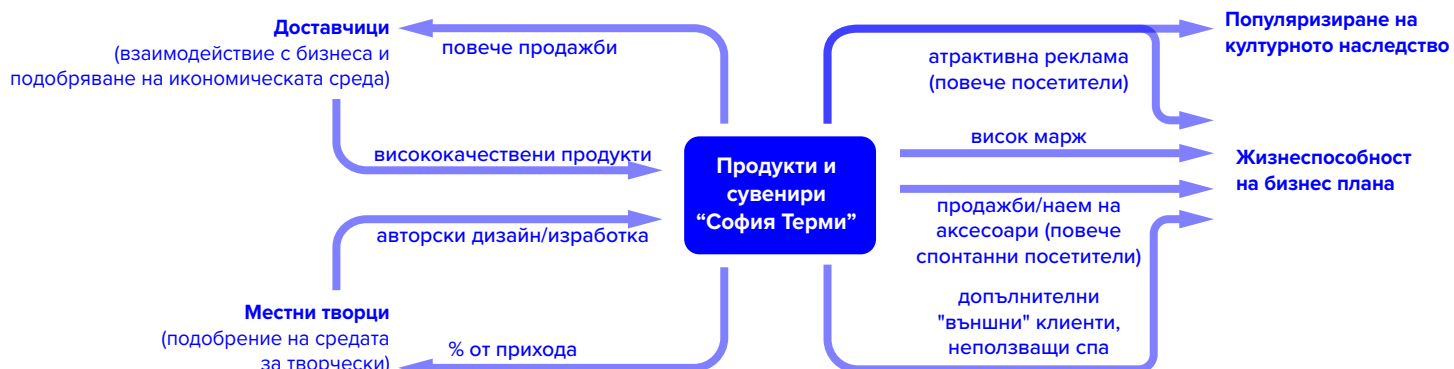 Доставчици
(взаимодействие с бизнеса и
подобряване на икономическата среда)
повече продажби
висококачествени продукти
авторски дизайн/изработка
Местни творци
(подобрение на средата
за творчески)
% от прихода
Продукти и
сувенири
“София Терми”
Популяризиране на
културното наследство
атрактивна реклама
(повече посетители)
висок марж
Жизнеспособност
на бизнес плана
продажби/наем на
аксесоари (повече
спонтанни посетители)
допълнителни
"външни" клиенти,
неползващи спа